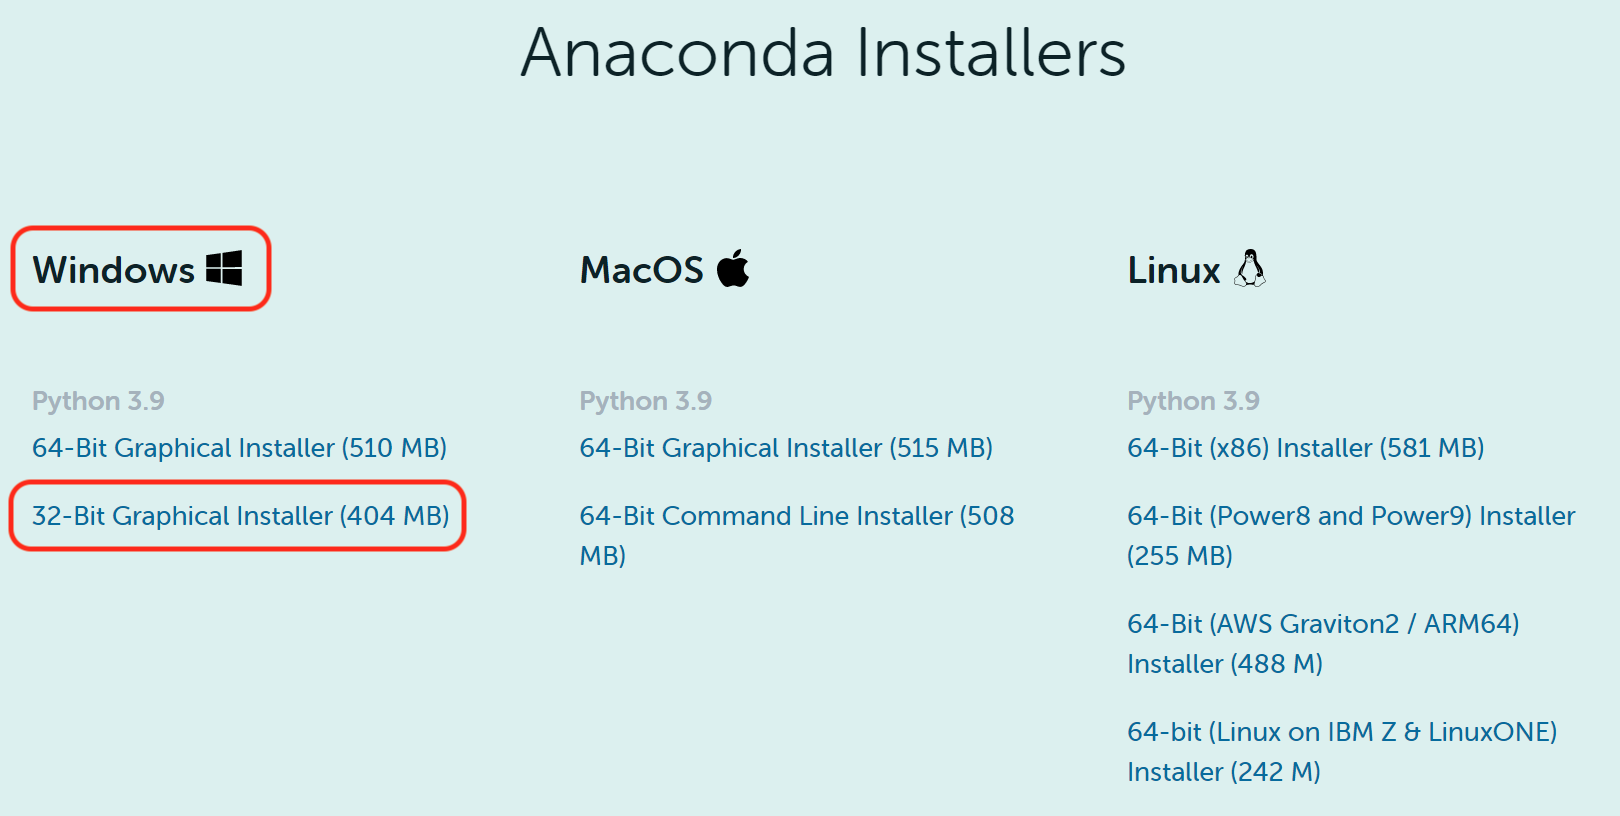 Anaconda Installers
Windows
MacOS
Linux
Python 3.9
64-Bit Graphical Installer (510 MB)
32-Bit Graphical Installer (404 MB)
Python 3.9
64-Bit Graphical Installer (515 MB)
64-Bit Command Line Installer (508
MB)
Python 3.9
64-Bit (x86) Installer (581 MB)
64-Bit (Power8 and Power9) Installer
(255 MB)
64-Bit (AWS Graviton2 / ARM64)
Installer (488 M)
64-bit (Linux on IBM Z & LinuxONE)
Installer (242 M)